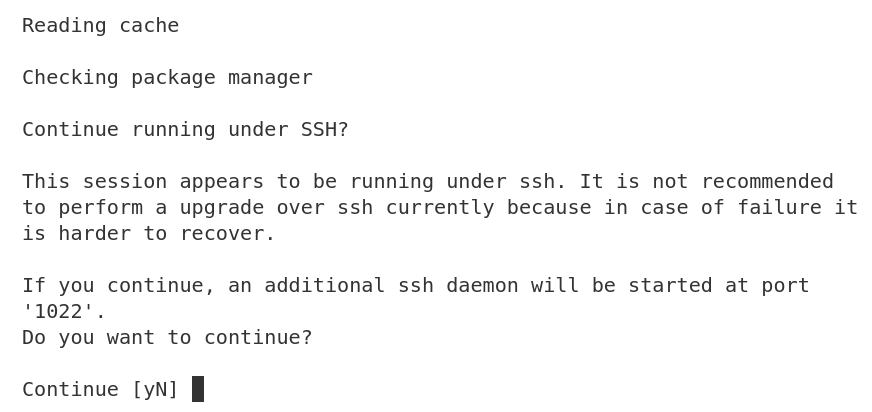 Reading cache
Checking package manager
Continue running under SSH?
This session appears to be running under ssh. It is not recommended
to perform a upgrade over ssh currently because in case of failure it
is harder to recover.
If you continue, an additional ssh daemon will be started at port
'1022'.
Do you want to continue?
Continue [yN]